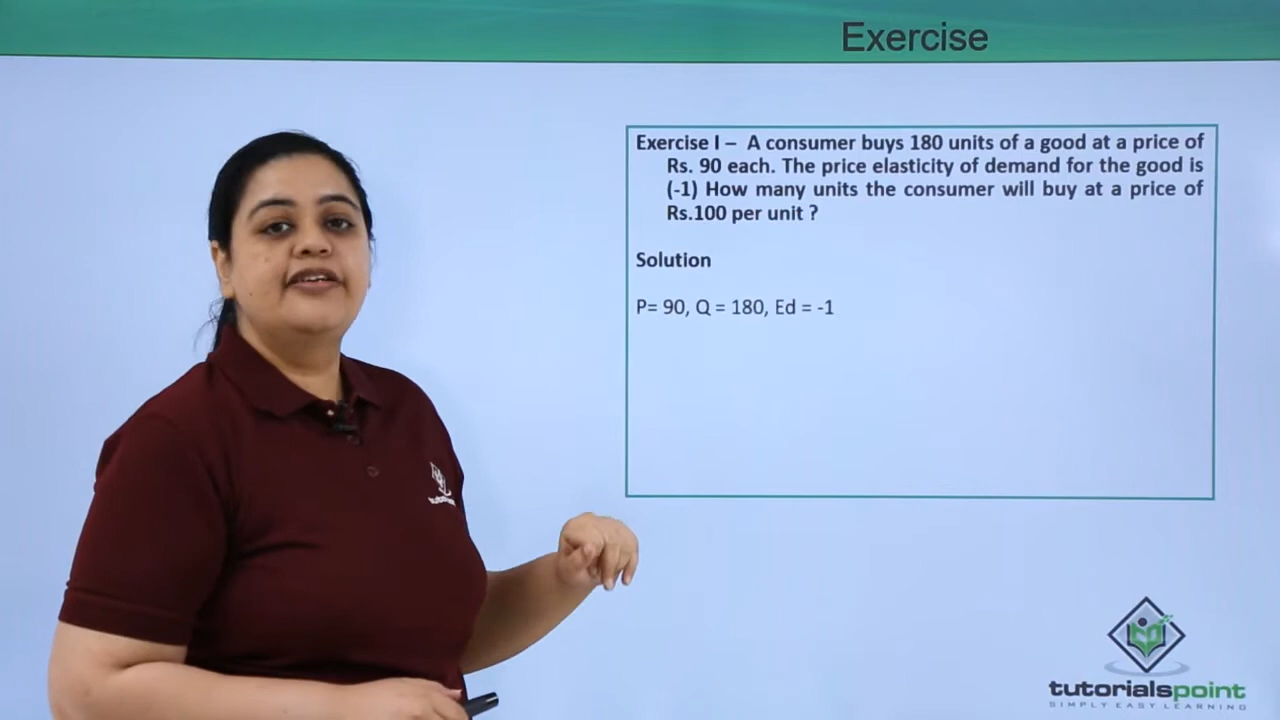 Exercise
Exercise I – A consumer buys 180 units of a good at a price of
Rs. 90 each. The price elasticity of demand for the good is
(-1) How many units the consumer will buy at a price of
Rs.100 per unit ?
Solution
P= 90, Q = 180, Ed = -1
tutorialspoint
SIMPLY EASY LEARNING